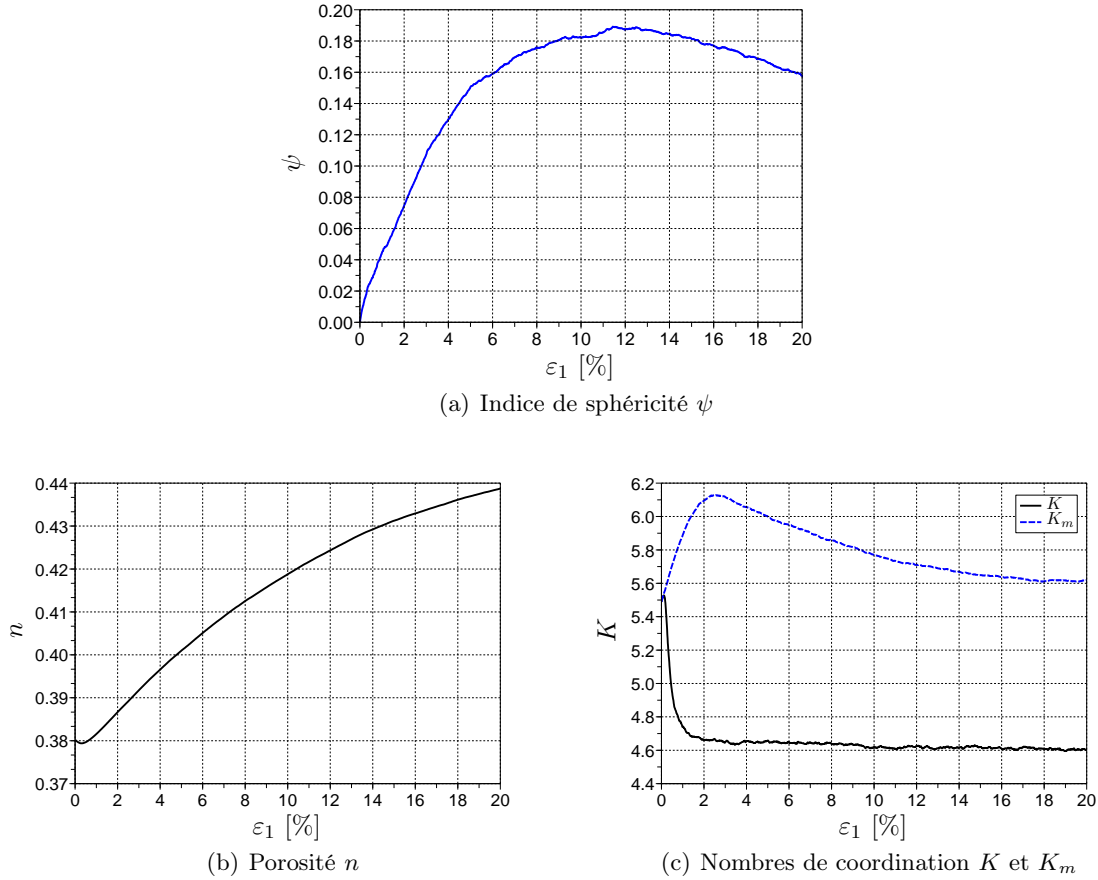 0.20
0.18
0.16
0.14
0.12
0.10
0.08
0.06
0.04
0.02
0.00
ψ
0 2 4 6 8 10 12 14 16 18 20
ε₁ [%]
(a) Indice de sphéricité ψ
0.44
0.43
0.42
0.41
0.40
0.39
0.38
0.37
n
0 2 4 6 8 10 12 14 16 18 20
ε₁ [%]
(b) Porosité n
6.2
6.0
5.8
5.6
5.4
5.2
5.0
4.8
4.6
4.4
K
K
Kₘ
0 2 4 6 8 10 12 14 16 18 20
ε₁ [%]
(c) Nombres de coordination K et Kₘ